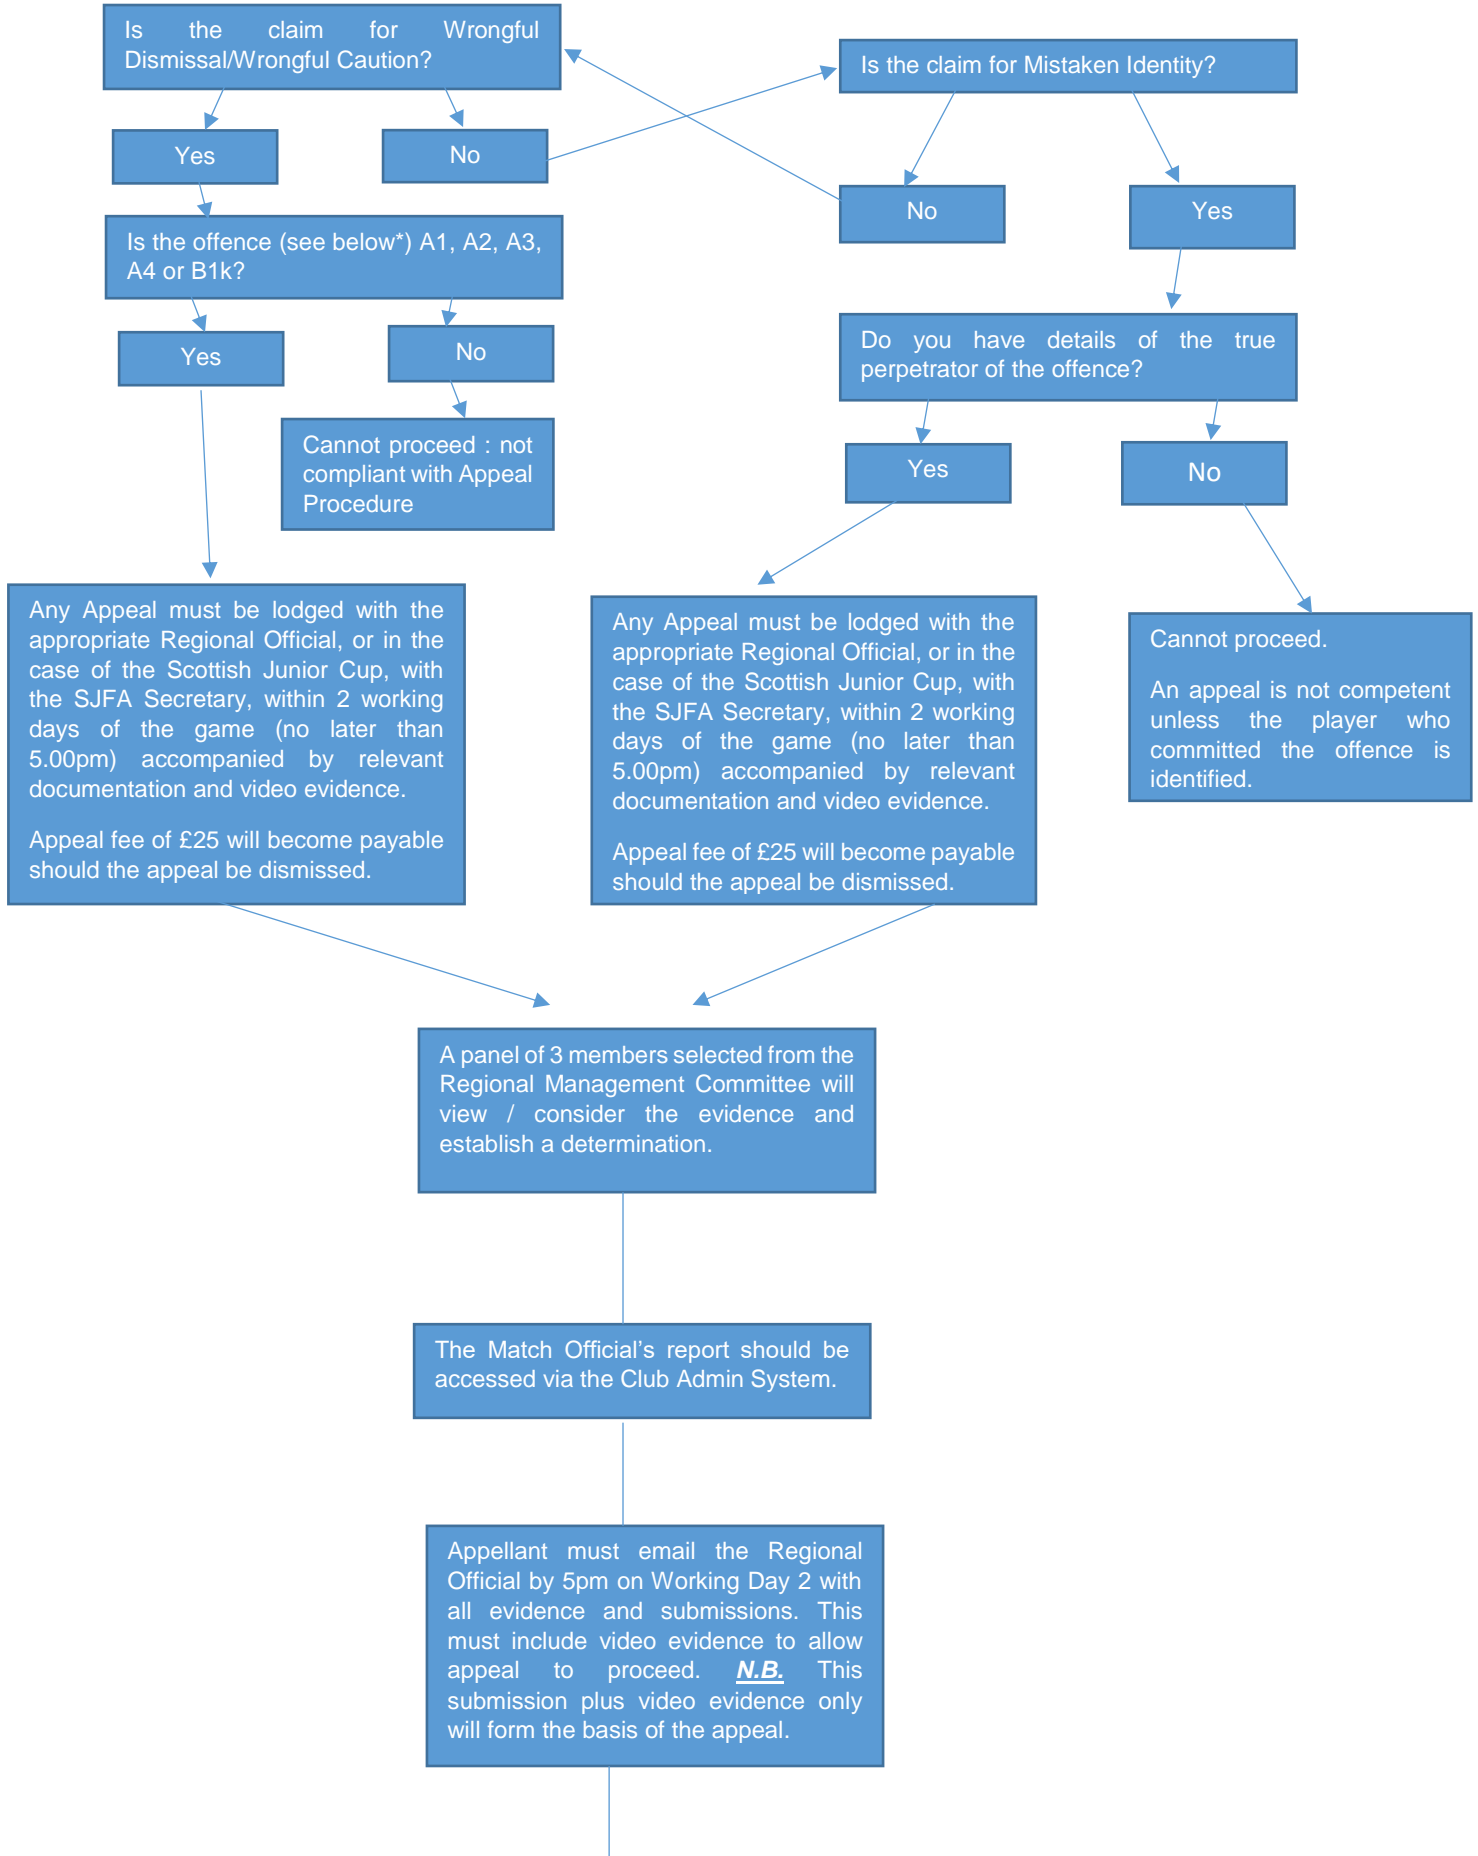 Is the claim for Wrongful
Dismissal/Wrongful Caution?
Is the claim for Mistaken Identity?
Yes
No
No
Yes
Is the offence (see below*) A1, A2, A3,
A4 or B1k?
Yes
No
Do you have details of the true
perpetrator of the offence?
Cannot proceed : not
compliant with Appeal
Procedure
Yes
No
Any Appeal must be lodged with the
appropriate Regional Official, or in the
case of the Scottish Junior Cup, with
the SJFA Secretary, within 2 working
days of the game (no later than
5.00pm) accompanied by relevant
documentation and video evidence.
Appeal fee of £25 will become payable
should the appeal be dismissed.
Any Appeal must be lodged with the
appropriate Regional Official, or in the
case of the Scottish Junior Cup, with
the SJFA Secretary, within 2 working
days of the game (no later than
5.00pm) accompanied by relevant
documentation and video evidence.
Appeal fee of £25 will become payable
should the appeal be dismissed.
Cannot proceed.
An appeal is not competent
unless the player who
committed the offence is
identified.
A panel of 3 members selected from the
Regional Management Committee will
view / consider the evidence and
establish a determination.
The Match Official’s report should be
accessed via the Club Admin System.
Appellant must email the Regional
Official by 5pm on Working Day 2 with
all evidence and submissions. This
must include video evidence to allow
appeal to proceed. N.B. This
submission plus video evidence only
will form the basis of the appeal.